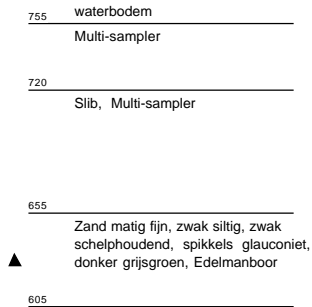 waterbodem
755
Multi-sampler
720
Slib, Multi-sampler
655
Zand matig fijn, zwak siltig, zwak
schelphoudend, spikkels glauconiet,
donker grijsgroen, Edelmanboor
605